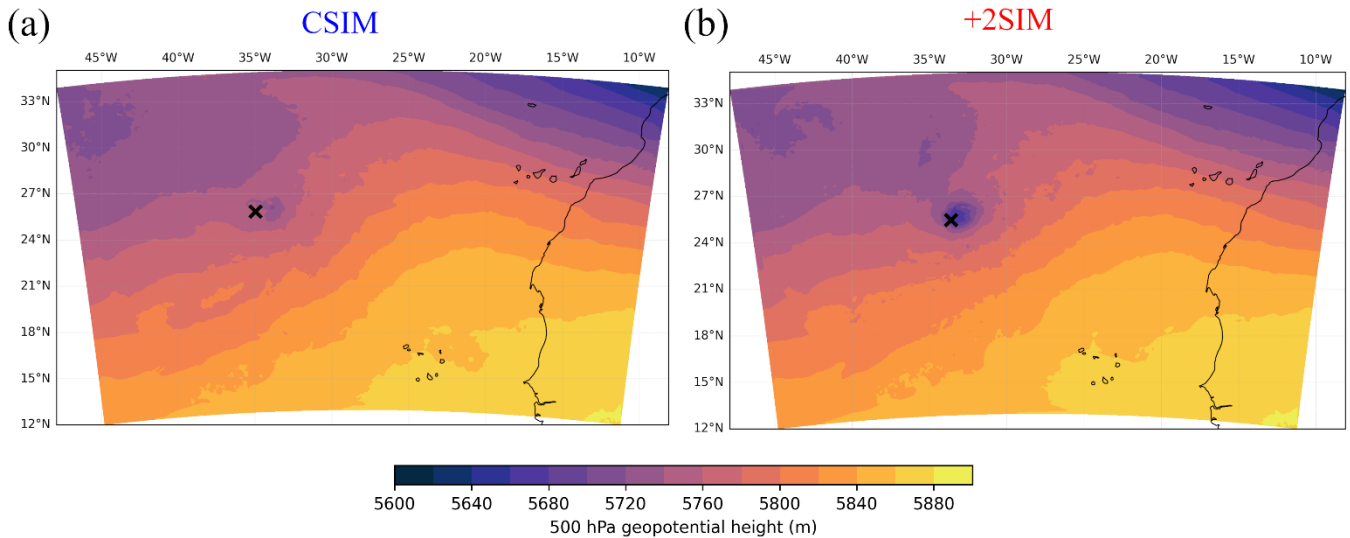 (a) CSIM
45°W 40°W 35°W 30°W 25°W 20°W 15°W 10°W
33°N
30°N
27°N
24°N
21°N
18°N
15°N
12°N
(b) +2SIM
45°W 40°W 35°W 30°W 25°W 20°W 15°W 10°W
33°N
30°N
27°N
24°N
21°N
18°N
15°N
12°N
5600 5640 5680 5720 5760 5800 5840 5880
500 hPa geopotential height (m)